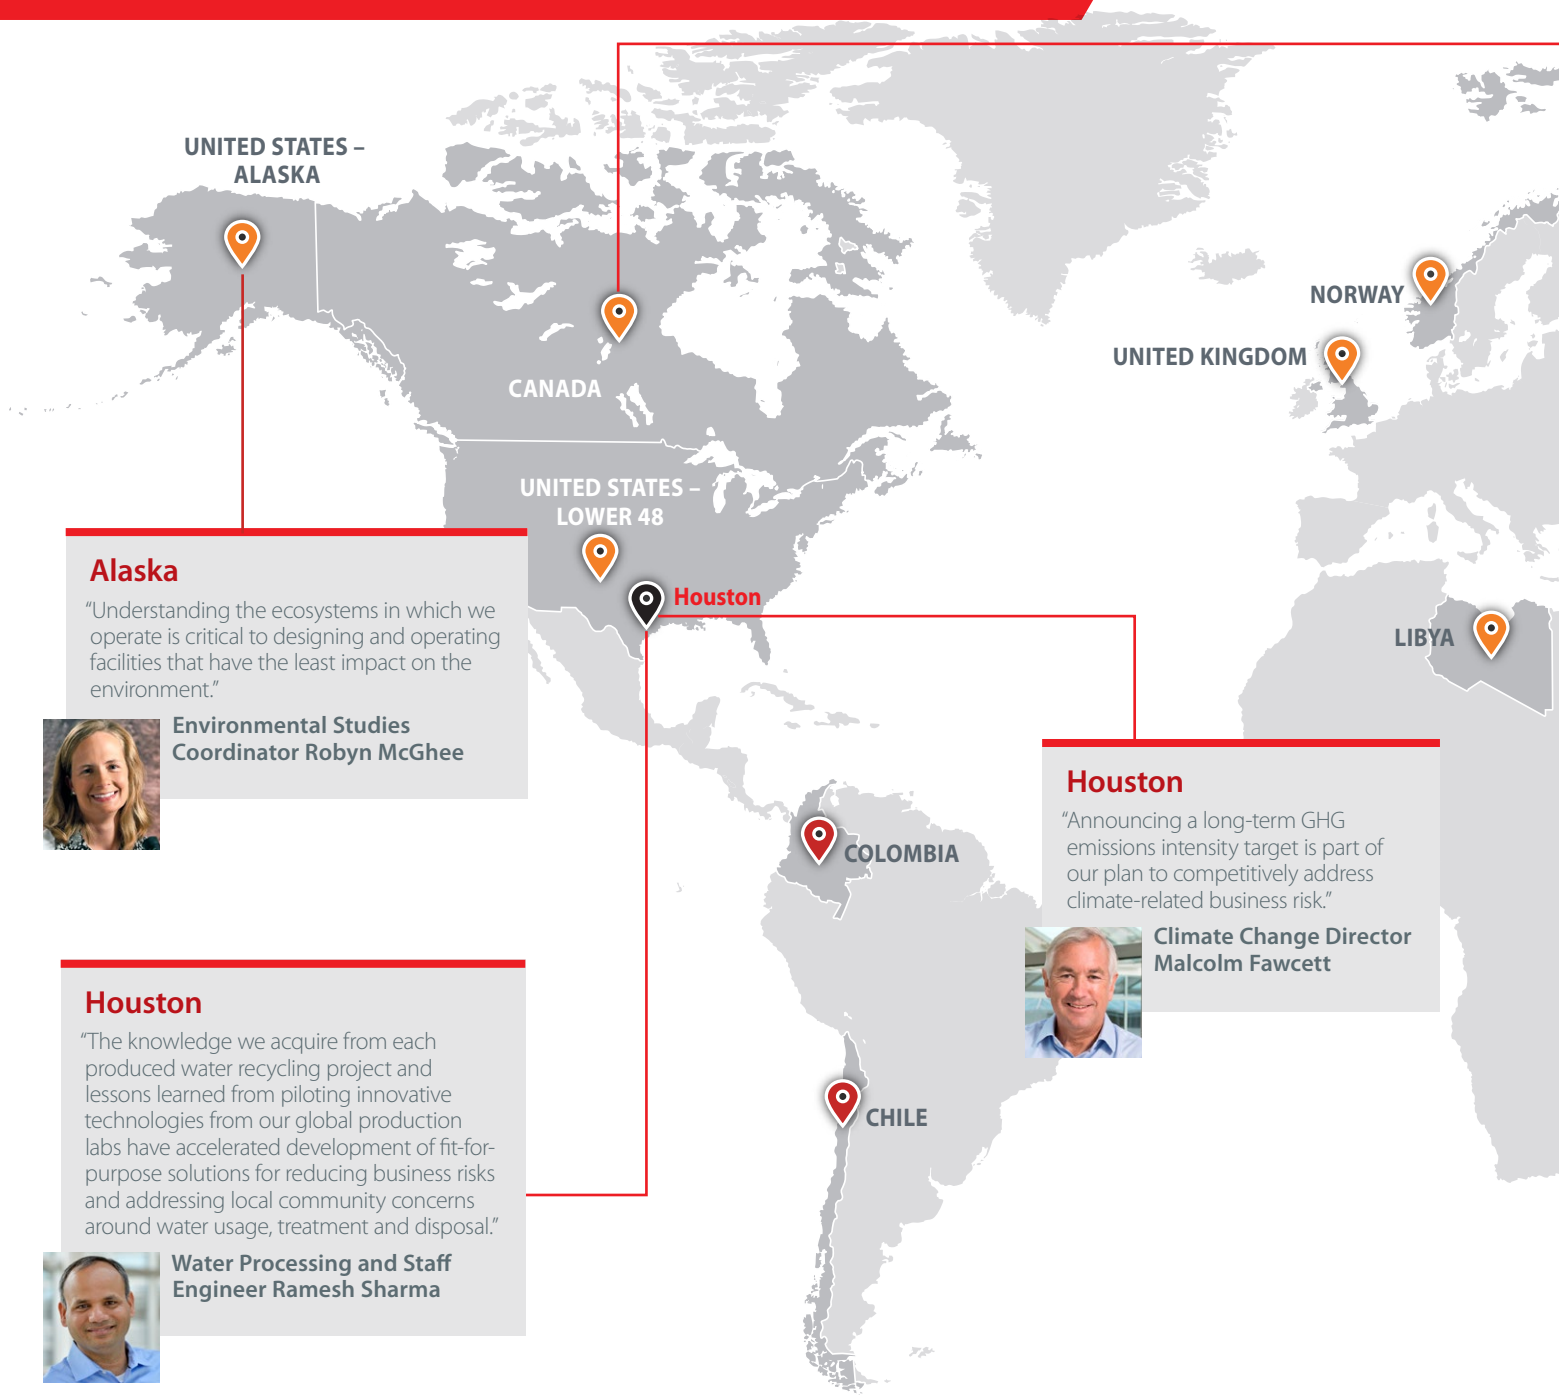 UNITED STATES –
ALASKA
NORWAY
UNITED KINGDOM
CANADA
UNITED STATES –
LOWER 48
Houston
LIBYA
COLOMBIA
CHILE
Alaska
“Understanding the ecosystems in which we
operate is critical to designing and operating
facilities that have the least impact on the
environment.”
Environmental Studies
Coordinator Robyn McGhee
Houston
“Announcing a long-term GHG
emissions intensity target is part of
our plan to competitively address
climate-related business risk.”
Climate Change Director
Malcolm Fawcett
Houston
“The knowledge we acquire from each
produced water recycling project and
lessons learned from piloting innovative
technologies from our global production
labs have accelerated development of fit-for-
purpose solutions for reducing business risks
and addressing local community concerns
around water usage, treatment and disposal.”
Water Processing and Staff
Engineer Ramesh Sharma